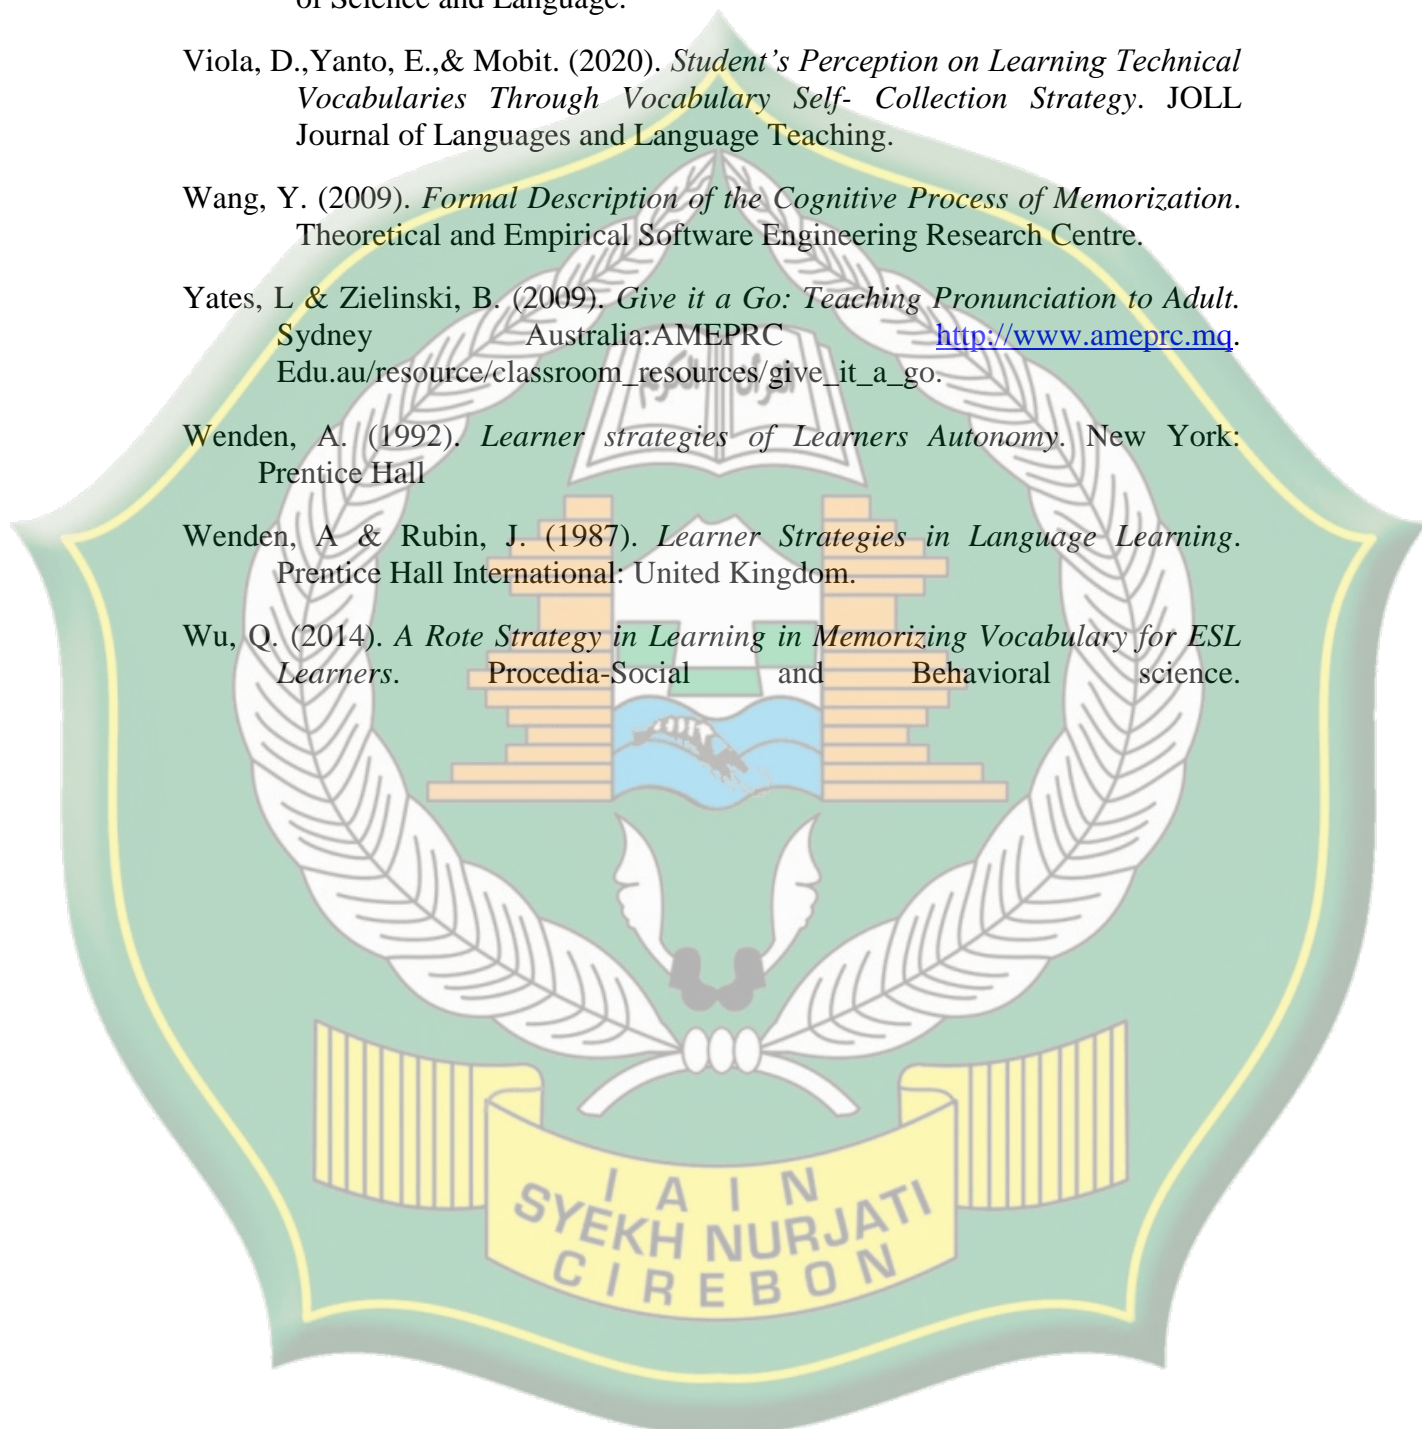 of Science and Language.
Viola, D.,Yanto, E.,& Mobit. (2020). Student's Perception on Learning Technical
Vocabularies Through Vocabulary Self- Collection Strategy. JOLL
Journal of Languages and Language Teaching.
Wang, Y. (2009). Formal Description of the Cognitive Process of Memorization.
Theoretical and Empirical Software Engineering Research Centre.
Yates, L & Zielinski, B. (2009). Give it a Go: Teaching Pronunciation to Adult.
Sydney Australia:AMEPRC http://www.ameprc.mq.
Edu.au/resource/classroom_resources/give_it_a_go.
Wenden, A. (1992). Learner strategies of Learners Autonomy. New York:
Prentice Hall
Wenden, A & Rubin, J. (1987). Learner Strategies in Language Learning.
Prentice Hall International: United Kingdom.
Wu, Q. (2014). A Rote Strategy in Learning in Memorizing Vocabulary for ESL
Learners. Procedia-Social and Behavioral science.
IAIN
SYEKH NURJATI
CIREBON